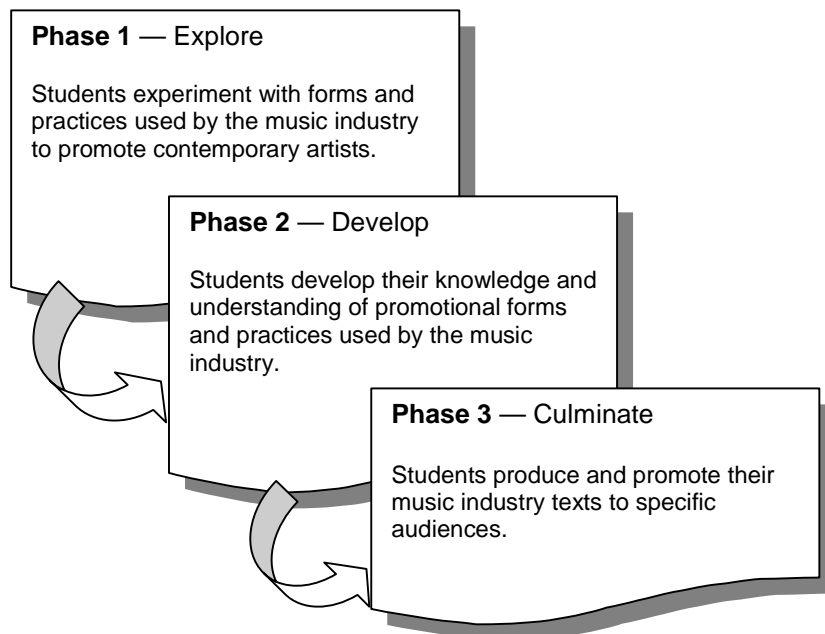 Phase 1 — Explore
Students experiment with forms and
practices used by the music industry
to promote contemporary artists.
Phase 2 — Develop
Students develop their knowledge and
understanding of promotional forms
and practices used by the music
industry.
Phase 3 — Culminate
Students produce and promote their
music industry texts to specific
audiences.